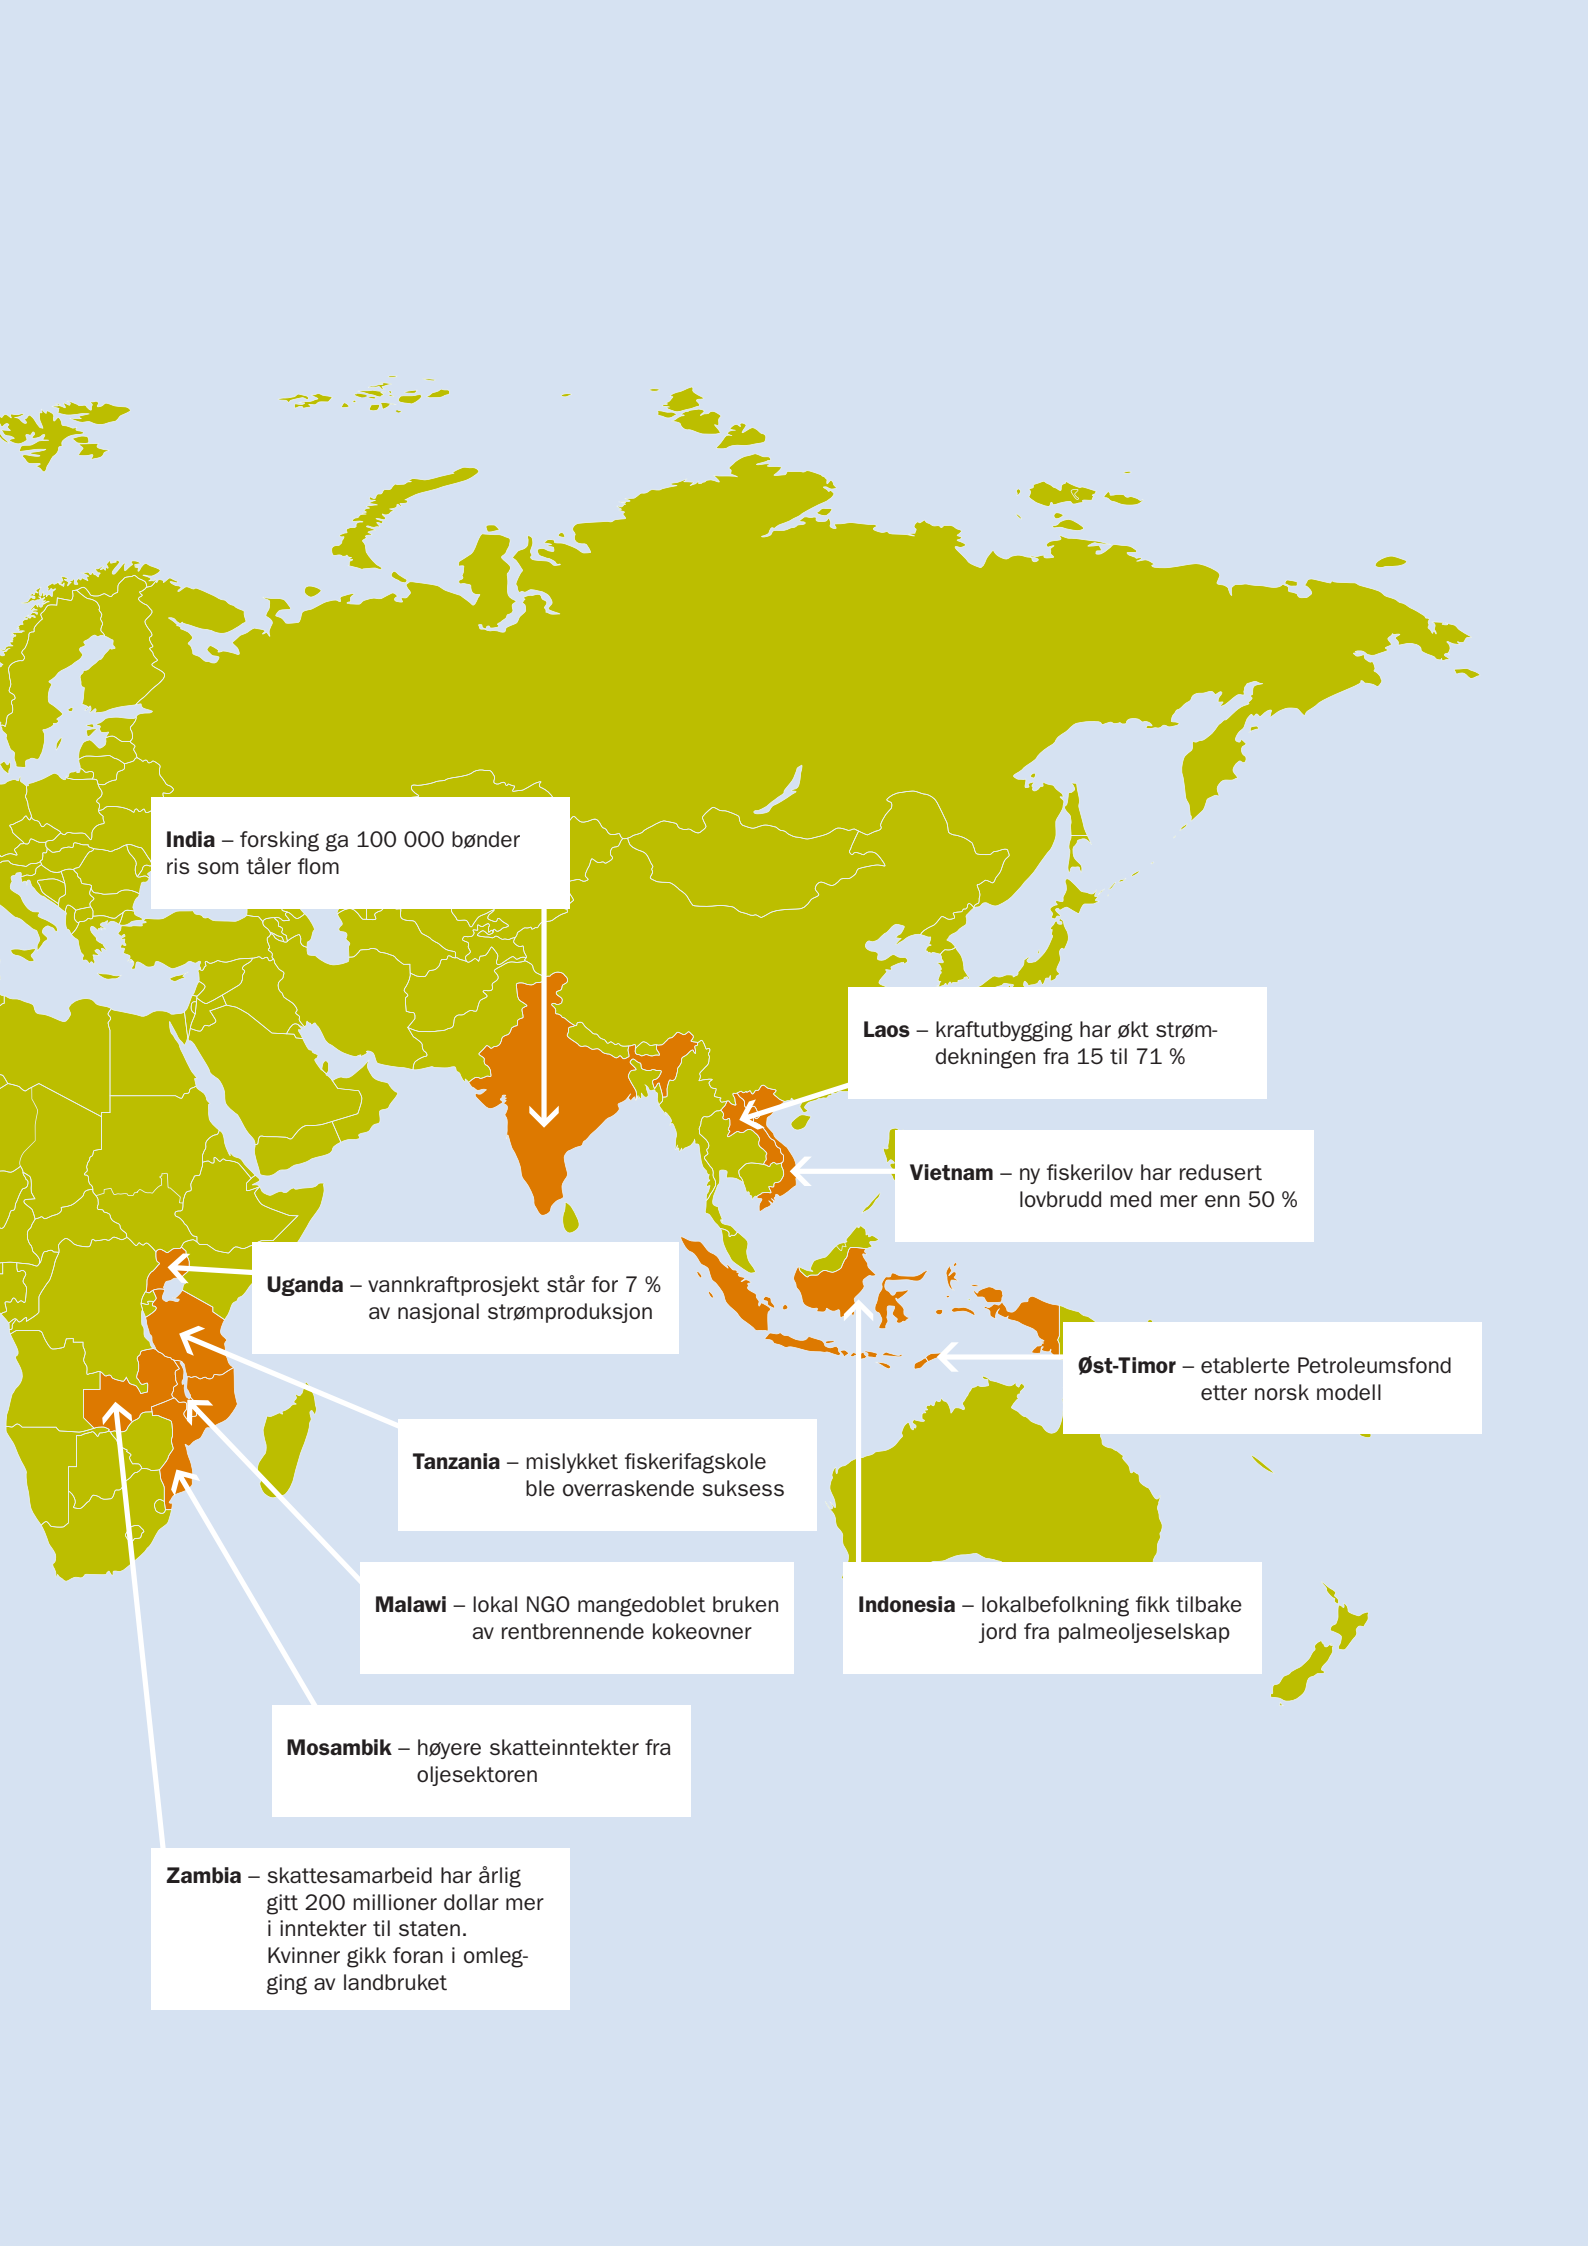 India – forsking ga 100 000 bønder
ris som tåler flom
Laos – kraftutbygging har økt strøm-
dekningen fra 15 til 71 %
Vietnam – ny fiskerilov har redusert
lovbrudd med mer enn 50 %
Uganda – vannkraftprosjekt står for 7 %
av nasjonal strømproduksjon
Øst-Timor – etablerte Petroleumsfond
etter norsk modell
Tanzania – mislykket fiskerifagskole
ble overraskende suksess
Malawi – lokal NGO mangedoblet bruken
av rentbrennende kokeovner
Indonesia – lokalbefolkning fikk tilbake
jord fra palmeoljeselskap
Mosambik – høyere skatteinntekter fra
oljesektoren
Zambia – skattesamarbeid har årlig
gitt 200 millioner dollar mer
i inntekter til staten.
Kvinner gikk foran i omleg-
ging av landbruket